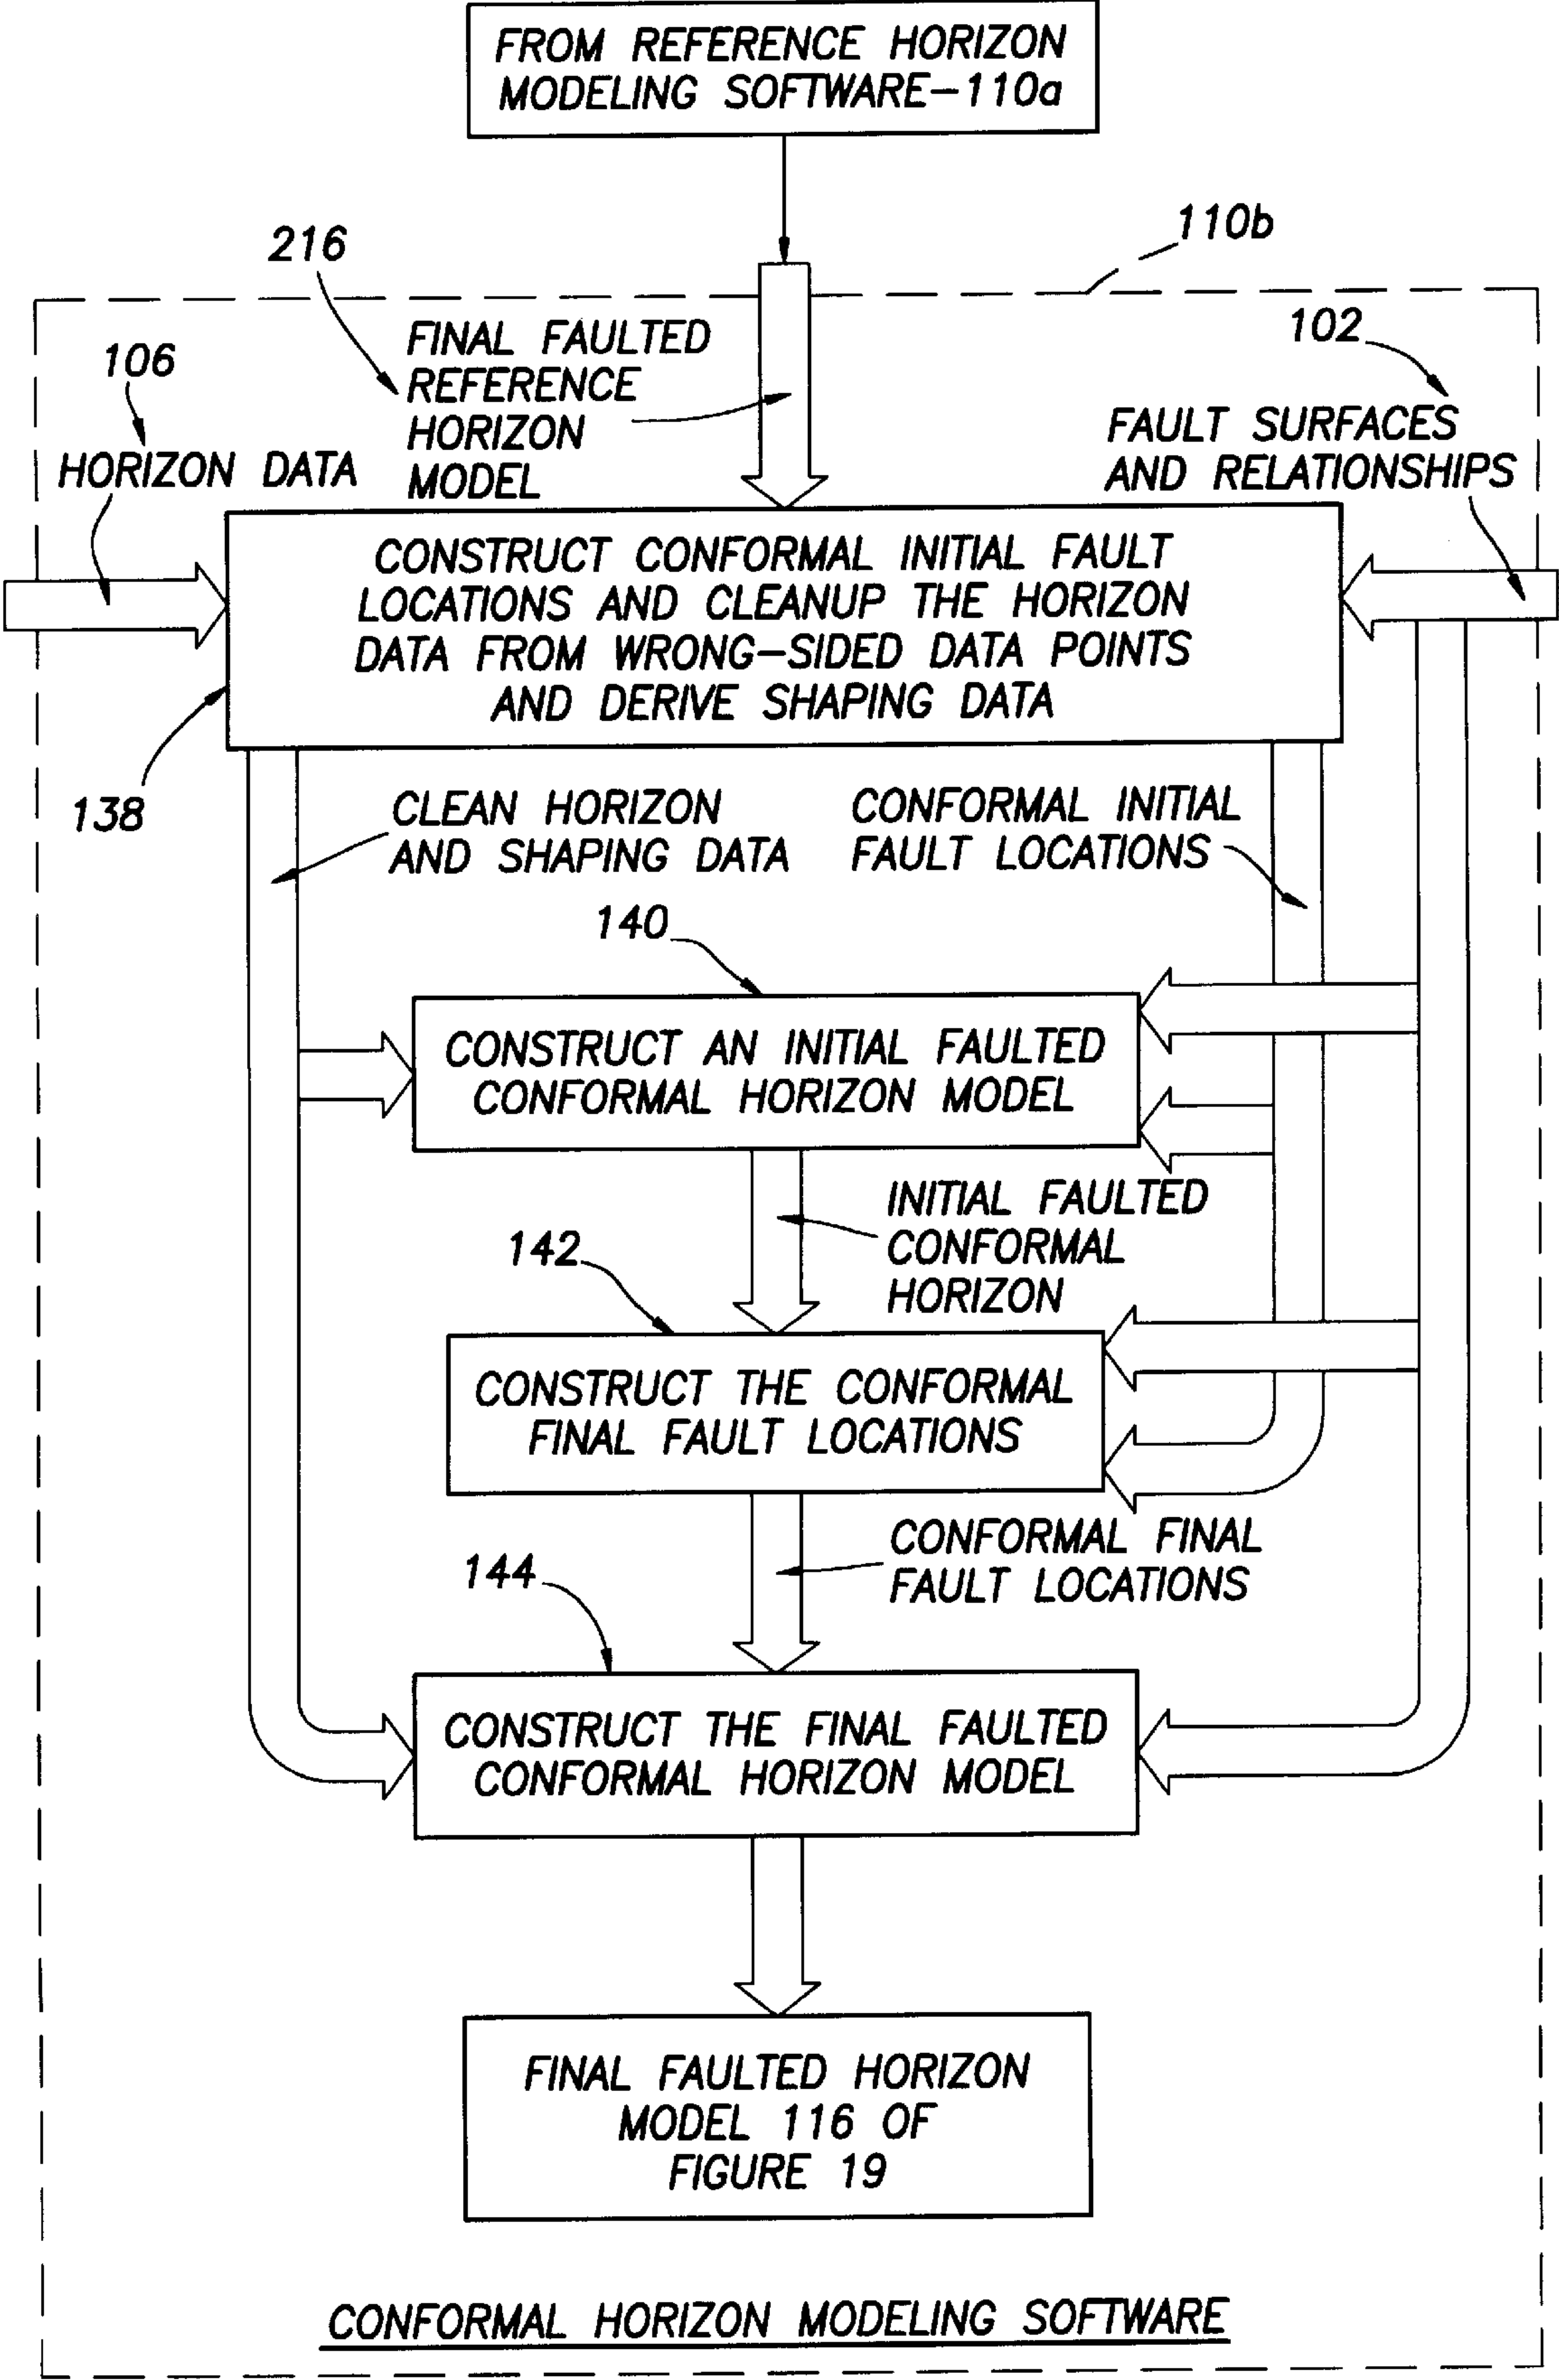 FROM REFERENCE HORIZON
MODELING SOFTWARE-110a
110b
216
102
106
FINAL FAULTED
REFERENCE
HORIZON
MODEL
FAULT SURFACES
AND RELATIONSHIPS
HORIZON DATA
CONSTRUCT CONFORMAL INITIAL FAULT
LOCATIONS AND CLEANUP THE HORIZON
DATA FROM WRONG-SIDED DATA POINTS
AND DERIVE SHAPING DATA
138
CLEAN HORIZON
AND SHAPING DATA
CONFORMAL INITIAL
FAULT LOCATIONS
140
CONSTRUCT AN INITIAL FAULTED
CONFORMAL HORIZON MODEL
INITIAL FAULTED
CONFORMAL
HORIZON
142
CONSTRUCT THE CONFORMAL
FINAL FAULT LOCATIONS
CONFORMAL FINAL
FAULT LOCATIONS
144
CONSTRUCT THE FINAL FAULTED
CONFORMAL HORIZON MODEL
FINAL FAULTED HORIZON
MODEL 116 OF
FIGURE 19
CONFORMAL HORIZON MODELING SOFTWARE